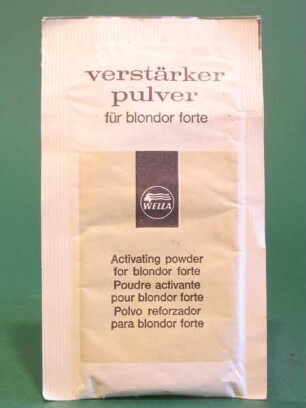 verstärker
pulver
für blondor forte
WELLA
Activating powder
for blondor forte
Poudre activante
pour blondor forte
Polvo reforzador
para blondor forte